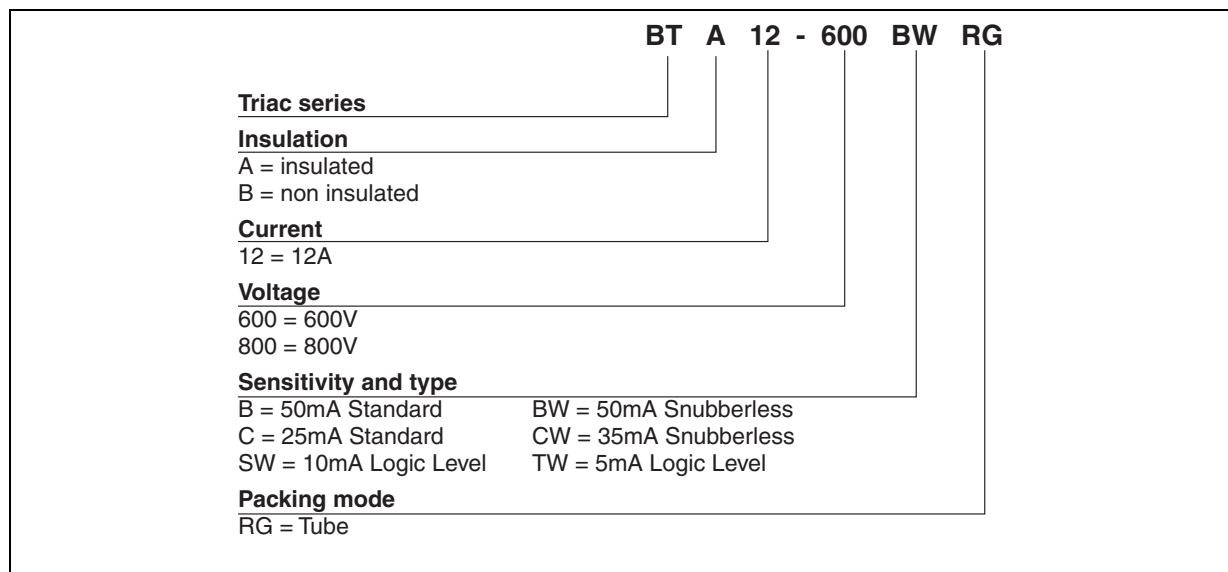 BT A 12 - 600 BW RG
Triac series
Insulation
A = insulated
B = non insulated
Current
12 = 12A
Voltage
600 = 600V
800 = 800V
Sensitivity and type
B = 50mA Standard BW = 50mA Snubberless
C = 25mA Standard CW = 35mA Snubberless
SW = 10mA Logic Level TW = 5mA Logic Level
Packing mode
RG = Tube